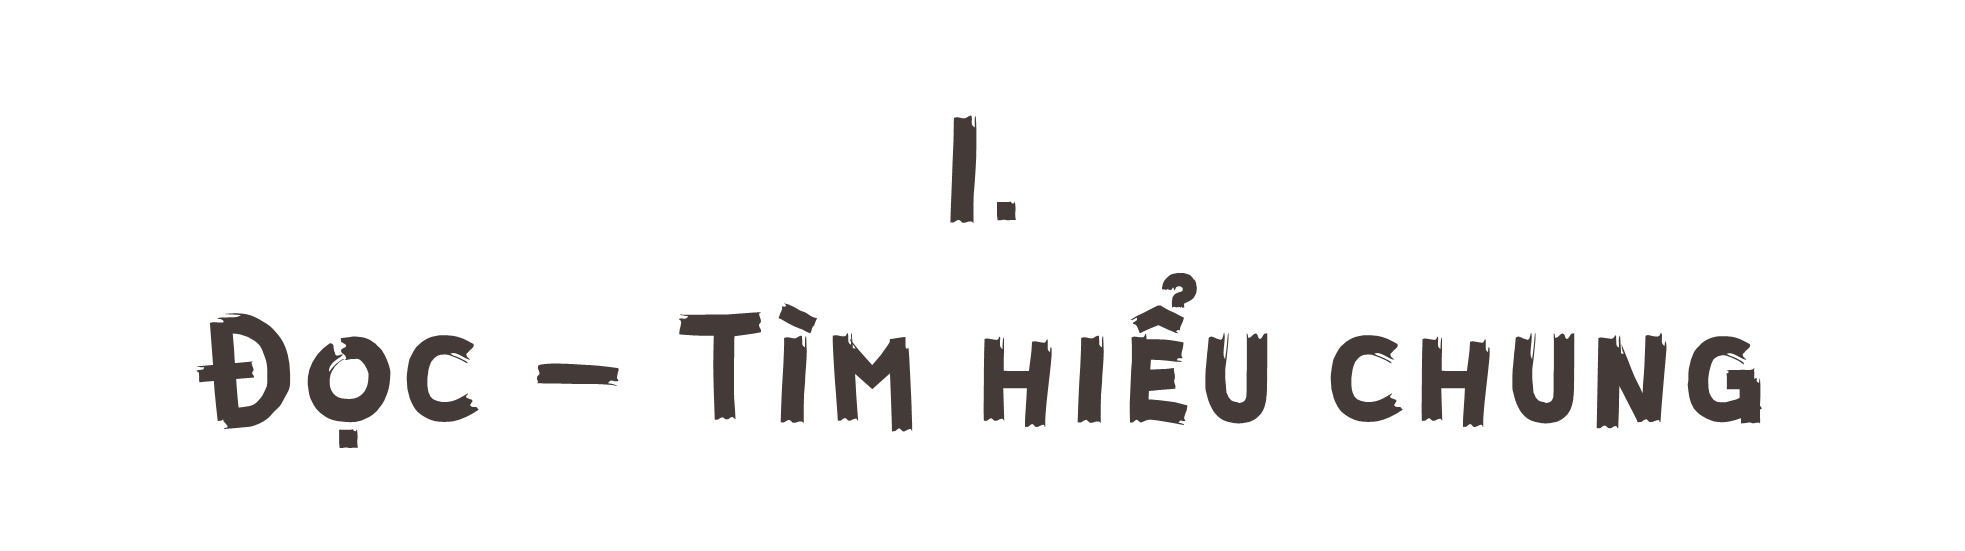 I.
Đọc – Tìm hiểu chung